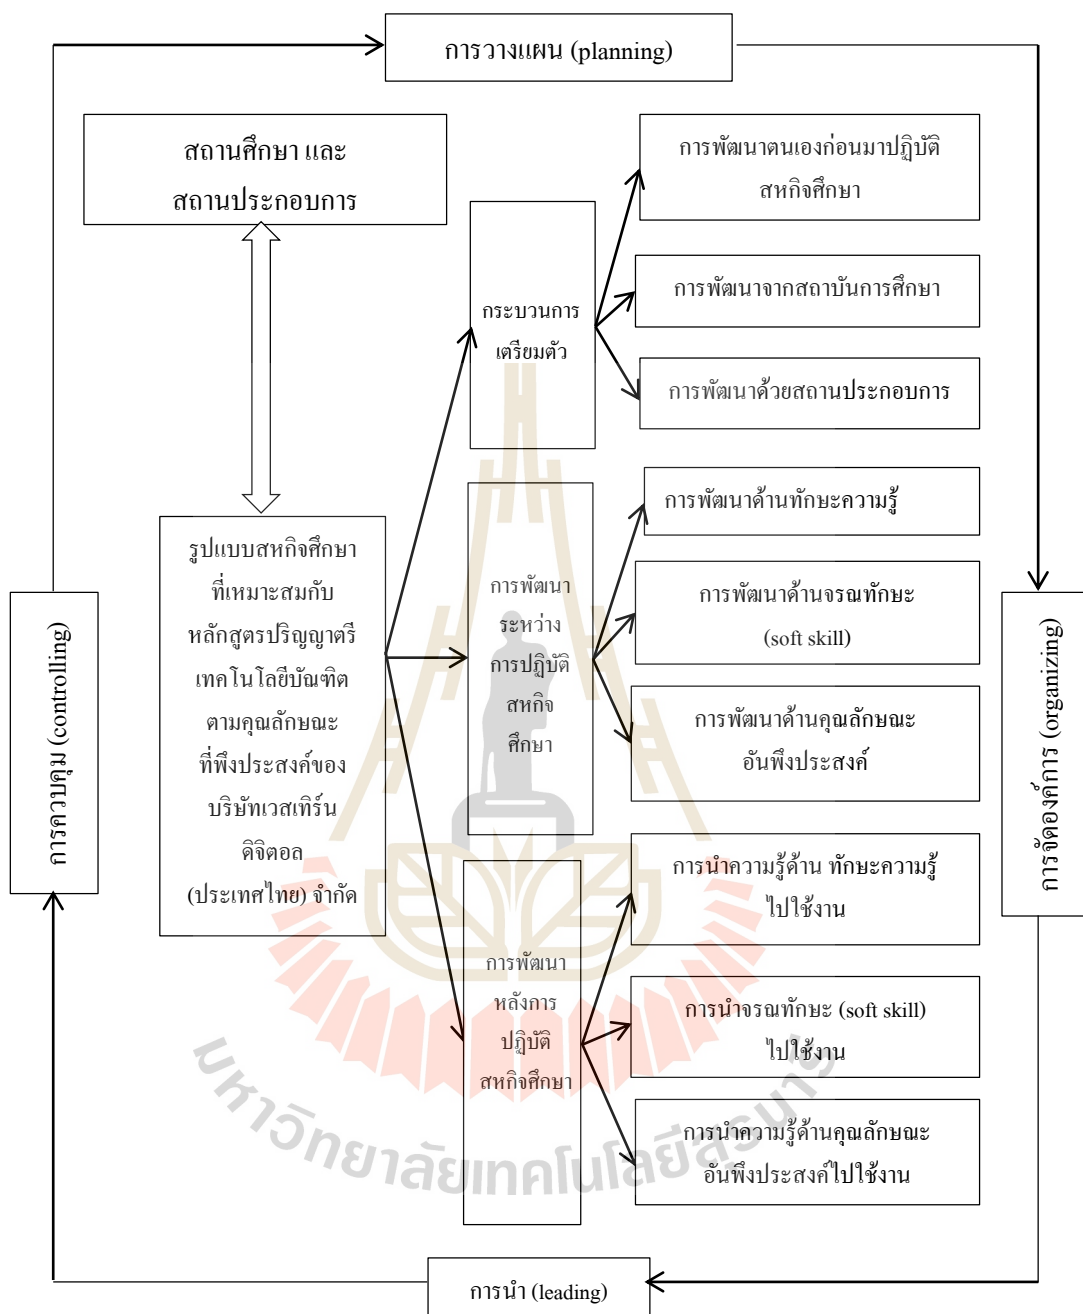 การวางแผน (planning)
สถานศึกษา และ
สถานประกอบการ
กระบวนการ
เตรียมตัว
การพัฒนาตนเองก่อนมาปฏิบัติ
สหกิจศึกษา
การพัฒนาจากสถาบันการศึกษา
การพัฒนาด้วยสถานประกอบการ
รูปแบบสหกิจศึกษา
ที่เหมาะสมกับ
หลักสูตรปริญญาตรี
เทคโนโลยีบัณฑิต
ตามคุณลักษณะ
ที่พึงประสงค์ของ
บริษัทเวสเทิร์น
ดิจิตอล
(ประเทศไทย) จำกัด
การพัฒนา
ระหว่าง
การปฏิบัติ
สหกิจ
ศึกษา
การพัฒนาด้านทักษะความรู้
การพัฒนาด้านจรณทักษะ
(soft skill)
การพัฒนาด้านคุณลักษณะ
อันพึงประสงค์
การพัฒนา
หลังการ
ปฏิบัติ
สหกิจศึกษา
การนำความรู้ด้าน ทักษะความรู้
ไปใช้งาน
การนำจรณทักษะ (soft skill)
ไปใช้งาน
การนำความรู้ด้านคุณลักษณะ
อันพึงประสงค์ไปใช้งาน
การควบคุม (controlling)
การจัดองค์การ (organizing)
การนำ (leading)
มหาวิทยาลัยเทคโนโลยีสุรนารี